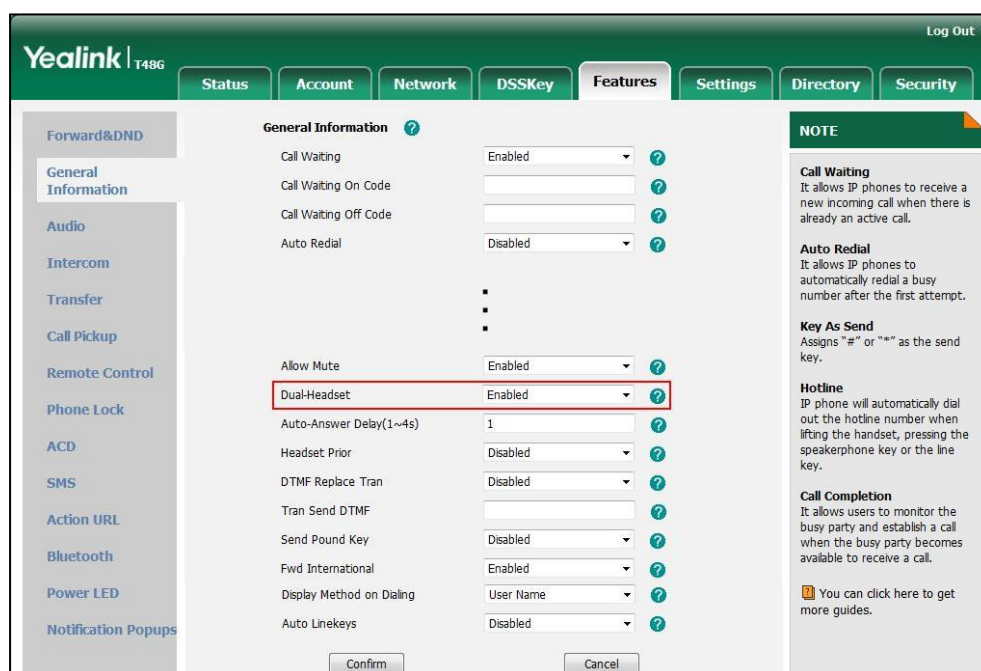 Log Out
Yealink T48G
Status Account Network DSSKey Features Settings Directory Security
Forward&DND
General
Information
Audio
Intercom
Transfer
Call Pickup
Remote Control
Phone Lock
ACD
SMS
Action URL
Bluetooth
Power LED
Notification Popups
General Information ?
Call Waiting Enabled ?
Call Waiting On Code ?
Call Waiting Off Code ?
Auto Redial Disabled ?
Allow Mute Enabled ?
Dual-Headset Enabled ?
Auto-Answer Delay(1~4s) 1 ?
Headset Prior Disabled ?
DTMF Replace Tran Disabled ?
Tran Send DTMF ?
Send Pound Key Disabled ?
Fwd International Enabled ?
Display Method on Dialing User Name ?
Auto Linekeys Disabled ?
Confirm Cancel
NOTE
Call Waiting
It allows IP phones to receive a
new incoming call when there is
already an active call.
Auto Redial
It allows IP phones to
automatically redial a busy
number after the first attempt.
Key As Send
Assigns "#" or "*" as the send
key.
Hotline
IP phone will automatically dial
out the hotline number when
lifting the handset, pressing the
speakerphone key or the line
key.
Call Completion
It allows users to monitor the
busy party and establish a call
when the busy party becomes
available to receive a call.
? You can click here to get
more guides.